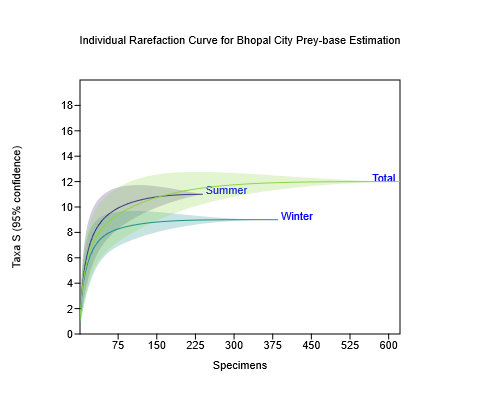 Individual Rarefaction Curve for Bhopal City Prey-base Estimation
Taxa S (95% confidence)
18
16
14
12
10
8
6
4
2
0
Total
Summer
Winter
75 150 225 300 375 450 525 600
Specimens